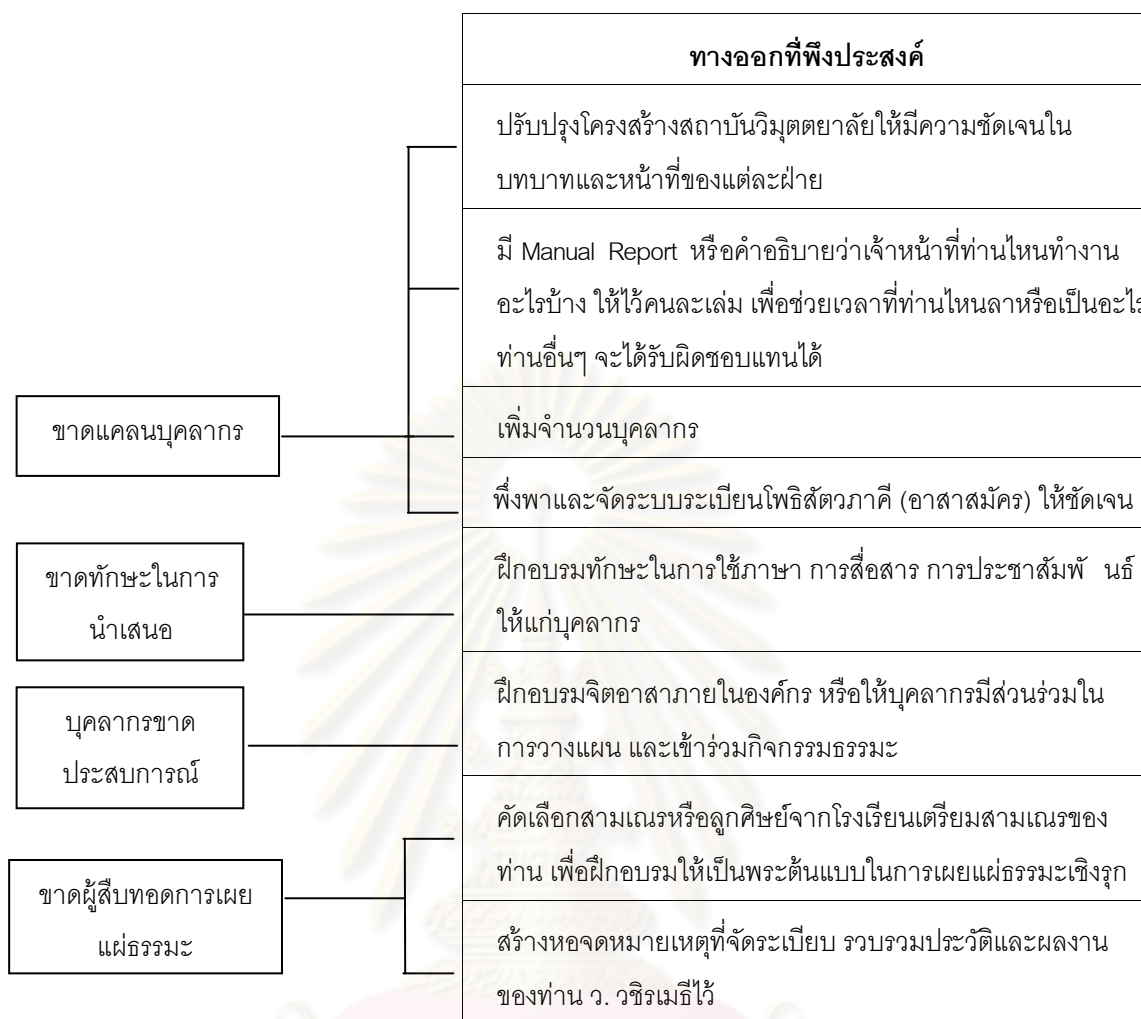 ทางออกที่พึงประสงค์
ปรับปรุงโครงสร้างสถาบันวิมุตตยาลัยให้มีความชัดเจนใน
บทบาทและหน้าที่ของแต่ละฝ่าย
มี Manual Report หรือคำอธิบายว่าเจ้าหน้าที่ท่านไหนทำงาน
อะไรบ้าง ให้ไว้คนละเล่ม เพื่อช่วยเวลาที่ท่านไหนลาหรือเป็นอะไร
ท่านอื่นๆ จะได้รับผิดชอบแทนได้
ขาดแคลนบุคลากร
เพิ่มจำนวนบุคลากร
พึ่งพาและจัดระบบระเบียนโพธิสัตวภาคี (อาสาสมัคร) ให้ชัดเจน
ขาดทักษะในการ
นำเสนอ
ฝึกอบรมทักษะในการใช้ภาษา การสื่อสาร การประชาสัมพั นธ์
ให้แก่บุคลากร
บุคลากรขาด
ประสบการณ์
ฝึกอบรมจิตอาสาภายในองค์กร หรือให้บุคลากรมีส่วนร่วมใน
การวางแผน และเข้าร่วมกิจกรรมธรรมะ
ขาดผู้สืบทอดการเผย
แผ่ธรรมะ
คัดเลือกสามเณรหรือลูกศิษย์จากโรงเรียนเตรียมสามเณรของ
ท่าน เพื่อฝึกอบรมให้เป็นพระต้นแบบในการเผยแผ่ธรรมะเชิงรุก
สร้างหอจดหมายเหตุที่จัดระเบียบ รวบรวมประวัติและผลงาน
ของท่าน ว. วชิรเมธีไว้